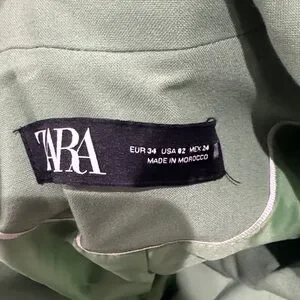 ZARA
EUR 34 USA 02 MEX 24
MADE IN MOROCCO